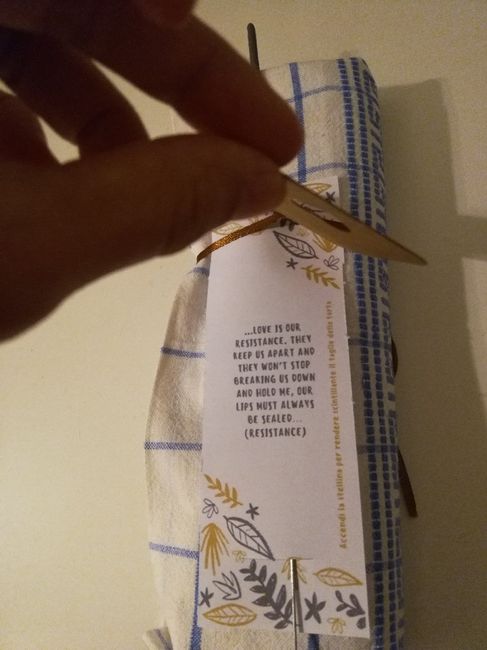 ...LOVE IS OUR
RESISTANCE. THEY
KEEP US APART AND
THEY WON'T STOP
BREAKING US DOWN
AND HOLD ME, OUR
LIPS MUST ALWAYS
BE SEALED...
(RESISTANCE)
Accendi la stellina per rendere scintillante il taglio della torta